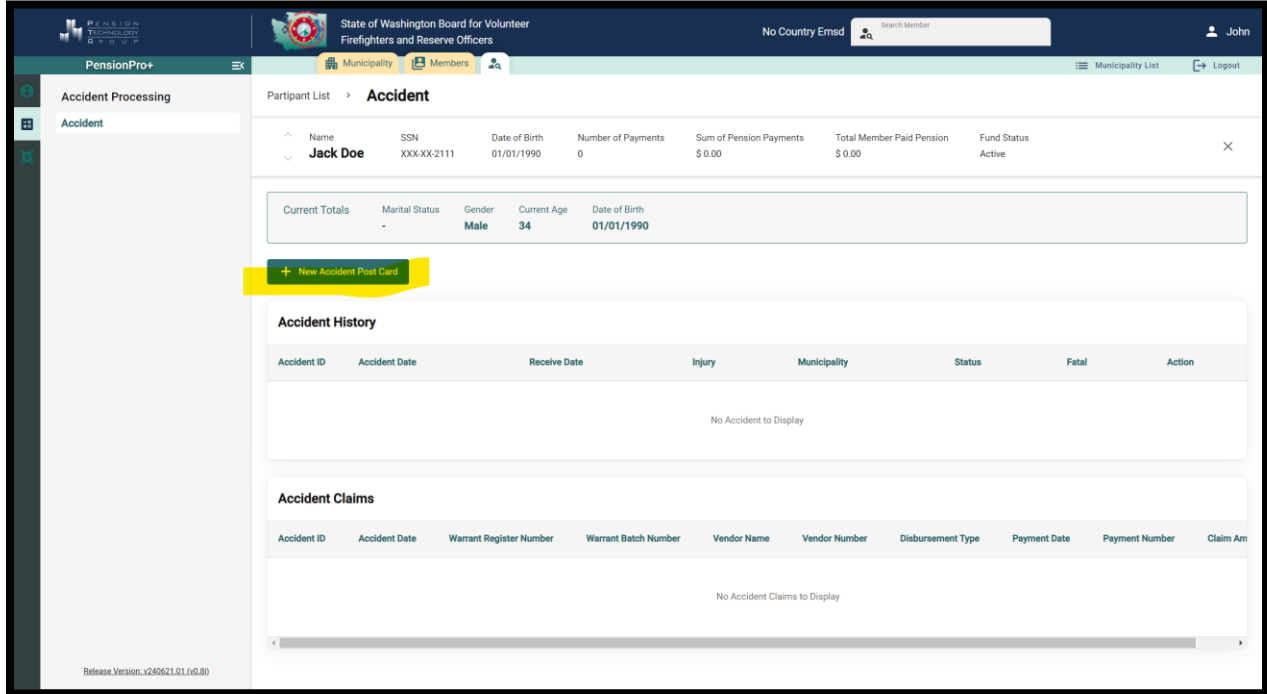 PENSION
TECHNOLOGY
GROUP
State of Washington Board for Volunteer
Firefighters and Reserve Officers
No Country Emsd
Search Member
John
PensionPro+
Municipality
Members
Municipality List
Logout
Accident Processing
Accident
Partipant List > Accident
Name SSN Date of Birth Number of Payments Sum of Pension Payments Total Member Paid Pension Fund Status
Jack Doe XXX-XX-2111 01/01/1990 0 $ 0.00 $ 0.00 Active
Current Totals Marital Status Gender Current Age Date of Birth
- Male 34 01/01/1990
+ New Accident Post Card
Accident History
Accident ID Accident Date Receive Date Injury Municipality Status Fatal Action
No Accident to Display
Accident Claims
Accident ID Accident Date Warrant Register Number Warrant Batch Number Vendor Name Vendor Number Disbursement Type Payment Date Payment Number Claim Am
No Accident Claims to Display
Release Version: v240621.01 (v0.8i)